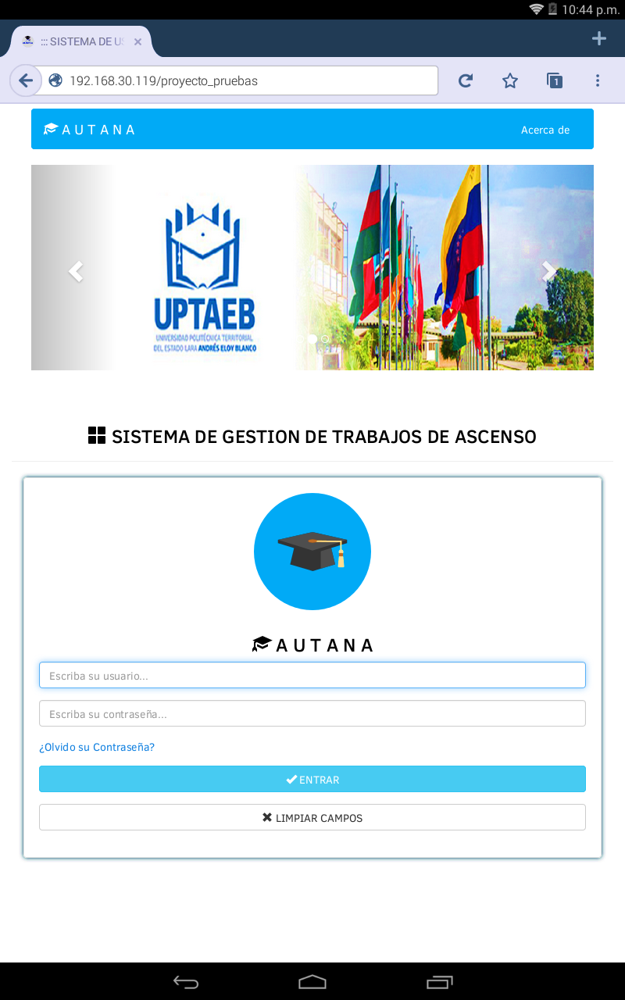 10:44 p.m.
::: SISTEMA DE US
192.168.30.119/proyecto_pruebas
1
A U T A N A
Acerca de
UPTAEB
UNIVERSIDAD POLITÉCNICA TERRITORIAL
DEL ESTADO LARA ANDRÉS ELOY BLANCO
SISTEMA DE GESTION DE TRABAJOS DE ASCENSO
A U T A N A
Escriba su usuario...
Escriba su contraseña...
¿Olvido su Contraseña?
ENTRAR
LIMPIAR CAMPOS